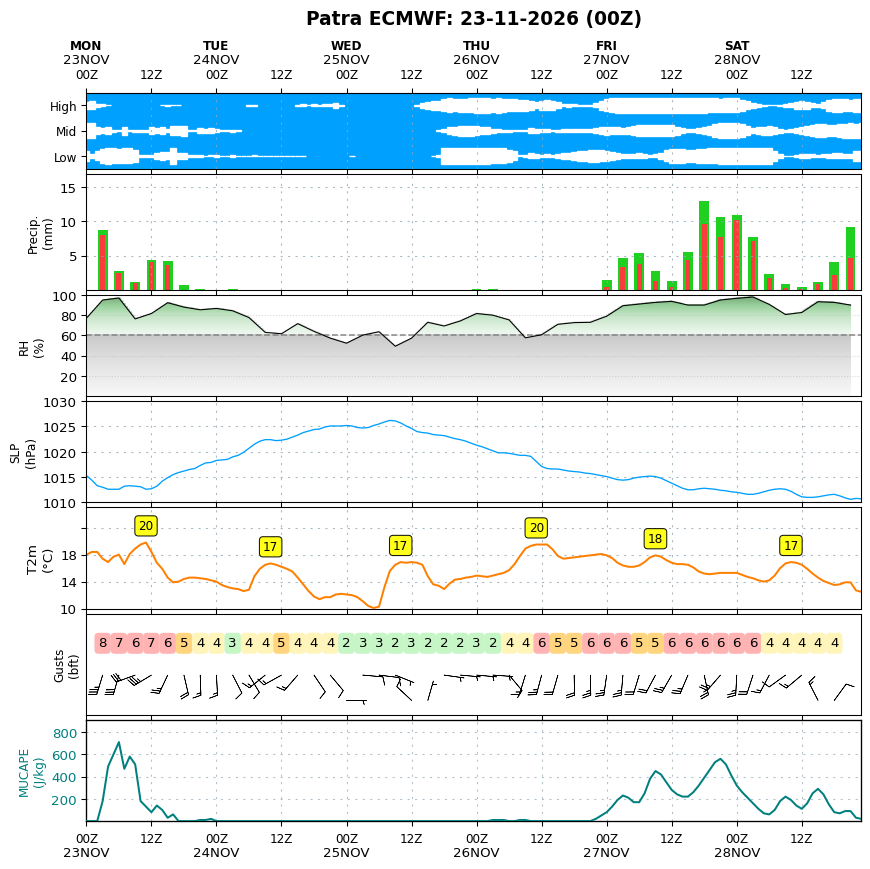 Patra ECMWF: 23-11-2026 (00Z)
MON TUE WED THU FRI SAT
23NOV 24NOV 25NOV 26NOV 27NOV 28NOV
00Z 12Z 00Z 12Z 00Z 12Z 00Z 12Z 00Z 12Z 00Z 12Z
High
Mid
Low
Precip.
(mm)
15
10
5
RH
(%)
100
80
60
40
20
SLP
(hPa)
1030
1025
1020
1015
1010
T2m
(°C)
18
14
10
20 17 17 20 18 17
Gusts
(bft)
8 7 6 7 6 5 4 4 3 4 4 5 4 4 4 2 3 3 2 3 2 2 2 3 2 4 4 6 5 5 6 6 6 5 5 6 6 6 6 6 6 4 4 4 4 4
MUCAPE
(J/kg)
800
600
400
200
00Z 12Z 00Z 12Z 00Z 12Z 00Z 12Z 00Z 12Z 00Z 12Z
23NOV 24NOV 25NOV 26NOV 27NOV 28NOV